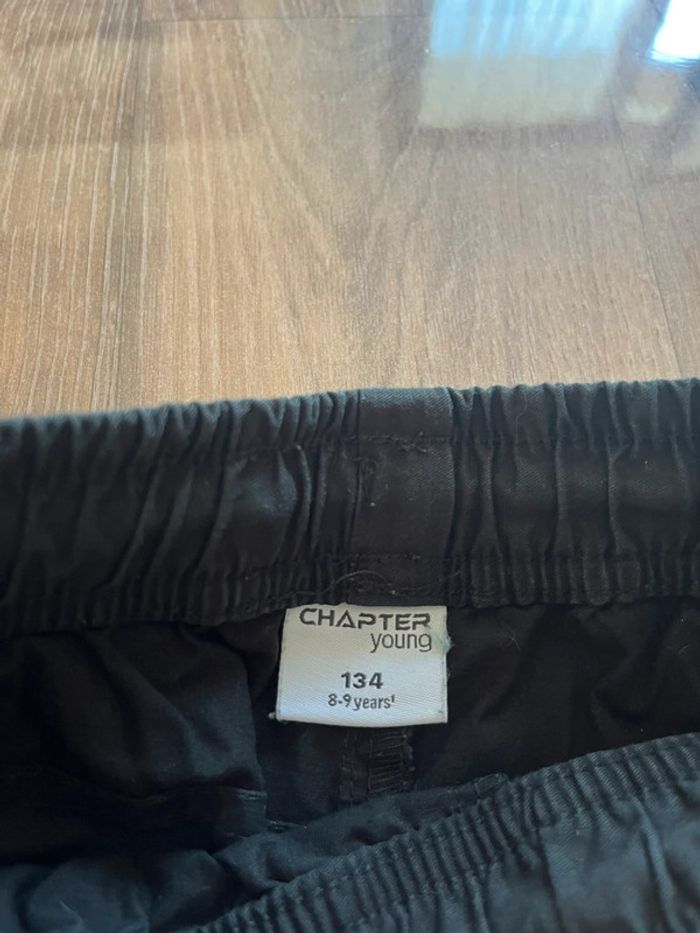 CHAPTER
young
134
8-9 years¹